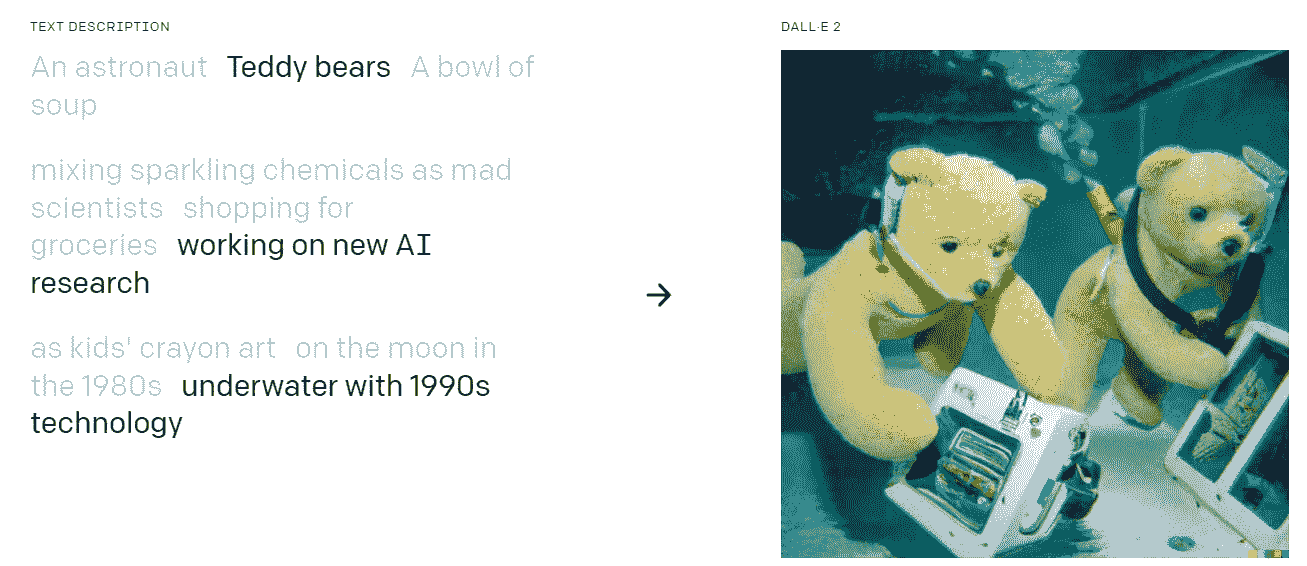 TEXT DESCRIPTION
DALL·E 2
An astronaut Teddy bears A bowl of
soup
mixing sparkling chemicals as mad
scientists shopping for
groceries working on new AI
research
as kids' crayon art on the moon in
the 1980s underwater with 1990s
technology